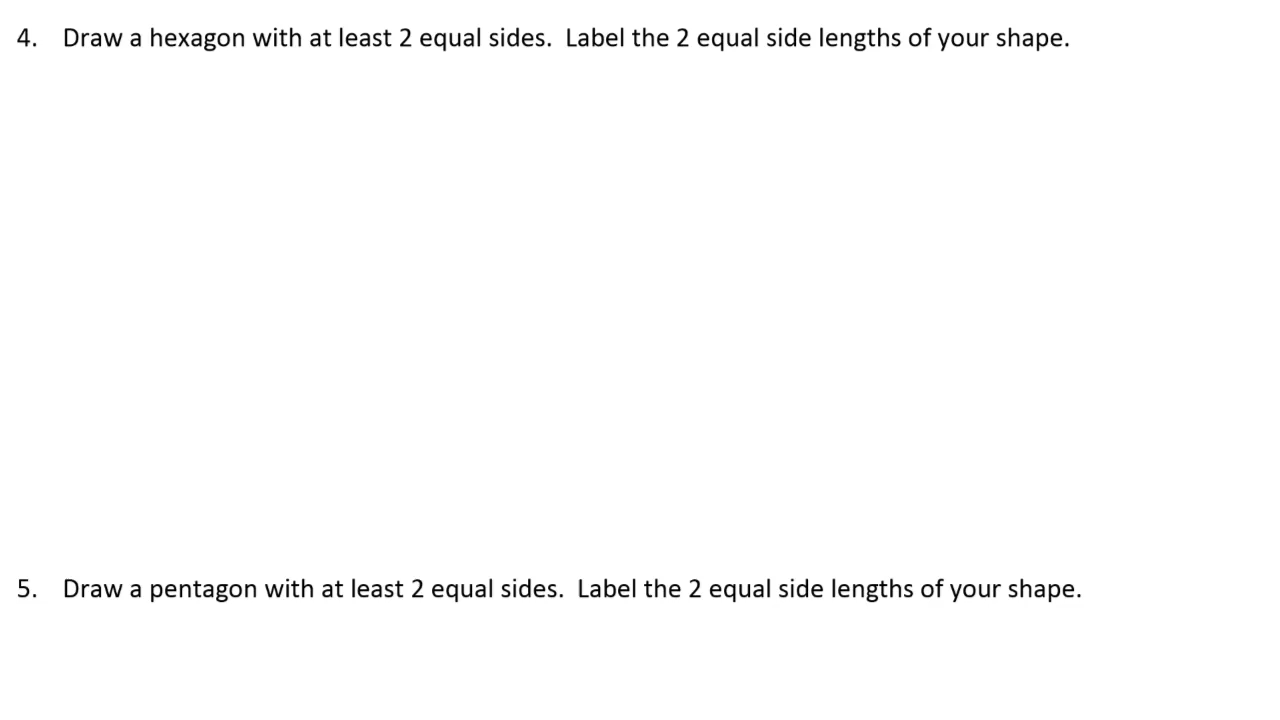 4. Draw a hexagon with at least 2 equal sides. Label the 2 equal side lengths of your shape.
5. Draw a pentagon with at least 2 equal sides. Label the 2 equal side lengths of your shape.